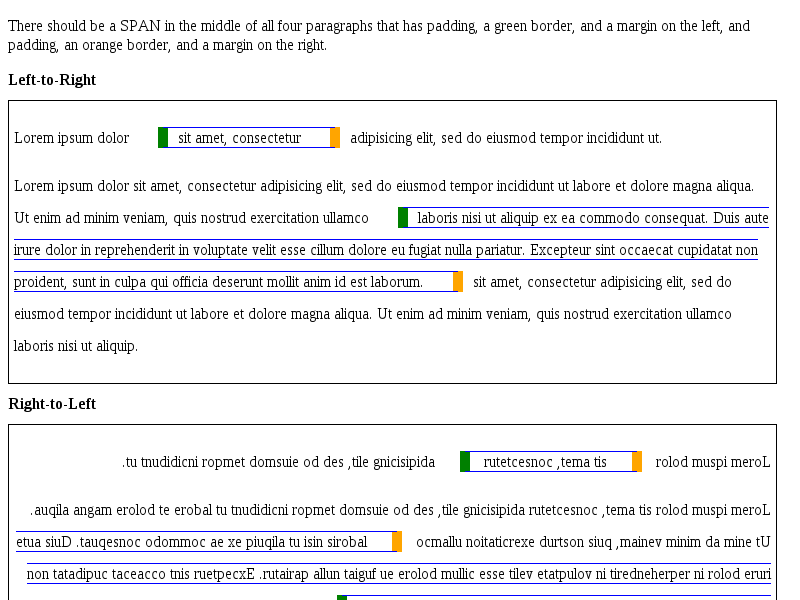 There should be a SPAN in the middle of all four paragraphs that has padding, a green border, and a margin on the left, and
padding, an orange border, and a margin on the right.
Left-to-Right
Lorem ipsum dolor sit amet, consectetur adipisicing elit, sed do eiusmod tempor incididunt ut.
Lorem ipsum dolor sit amet, consectetur adipisicing elit, sed do eiusmod tempor incididunt ut labore et dolore magna aliqua.
Ut enim ad minim veniam, quis nostrud exercitation ullamco laboris nisi ut aliquip ex ea commodo consequat. Duis aute
irure dolor in reprehenderit in voluptate velit esse cillum dolore eu fugiat nulla pariatur. Excepteur sint occaecat cupidatat non
proident, sunt in culpa qui officia deserunt mollit anim id est laborum. sit amet, consectetur adipisicing elit, sed do
eiusmod tempor incididunt ut labore et dolore magna aliqua. Ut enim ad minim veniam, quis nostrud exercitation ullamco
laboris nisi ut aliquip.
Right-to-Left
.tu tnudidicni ropmet domsuie od des ,tile gnicisipida rutetcesnoc ,tema tis rolod muspi meroL
.auqila angam erolod te erobal tu tnudidicni ropmet domsuie od des ,tile gnicisipida rutetcesnoc ,tema tis rolod muspi meroL
etua siuD .tauqesnoc odommoc ae xe piuqila tu isin sirobal ocmallu noitaticrexe durtson siuq ,mainev minim da mine tU
non tatadipuc taceacco tnis ruetpecxE .rutairap allun taiguf ue erolod mullic esse tilev etatpulov ni tiredneherper ni rolod eruri